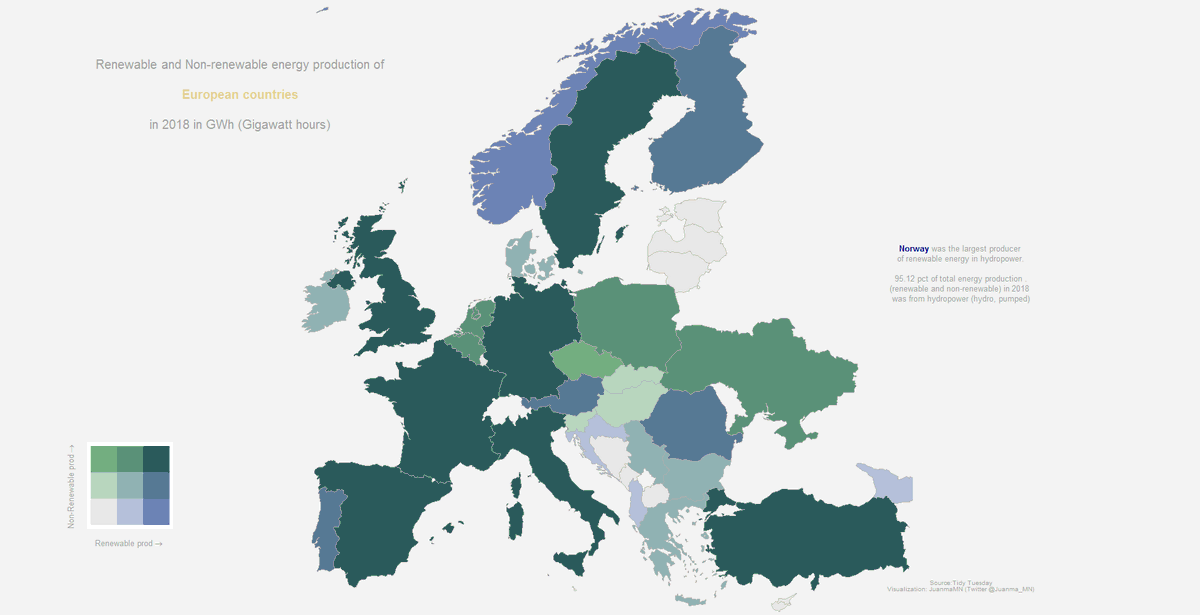 Renewable and Non-renewable energy production of
European countries
in 2018 in GWh (Gigawatt hours)
Norway was the largest producer
of renewable energy in hydropower.
95.12 pct of total energy production ,
(renewable and non-renewable) in 2018
was from hydropower (hydro, pumped)
Non-Renewable prod →
Renewable prod →
Source:Tidy Tuesday
Visualization: JuanmaMN (Twitter @Juanma_MN)